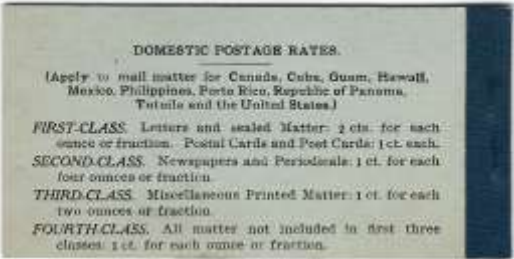 DOMESTIC POSTAGE RATES.
(Apply to mail matter for Canada, Cuba, Guam, Hawaii,
Mexico, Philippines, Porto Rico, Republic of Panama,
Tutuila and the United States.)
FIRST-CLASS. Letters and sealed Matter: 2 cts. for each
ounce or fraction. Postal Cards and Post Cards: 1 ct. each.
SECOND-CLASS. Newspapers and Periodicals: 1 ct. for each
four ounces or fraction.
THIRD-CLASS. Miscellaneous Printed Matter: 1 ct. for each
two ounces or fraction.
FOURTH-CLASS. All matter not included in first three
classes: 1 ct. for each ounce or fraction.